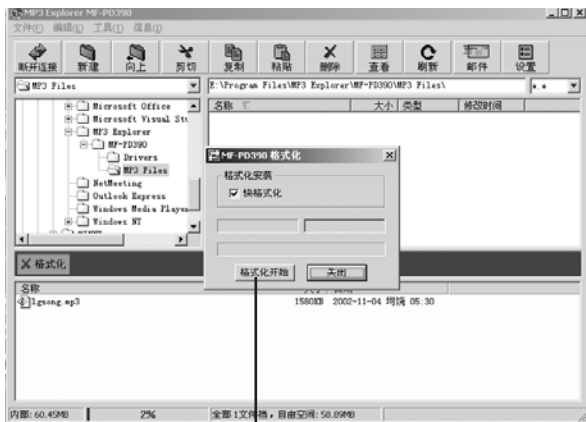 MP3 Explorer MF-PD390
文件(F) 编辑(E) 工具(T) 信息(I)
断开连接 新建 向上 剪切 复制 粘贴 删除 查看 刷新 邮件 设置
MP3 Files E:\Program Files\MP3 Explorer\MF-PD390\MP3 Files\ *.*
名称 大小 类型 修改时间
Microsoft Office
Microsoft Visual Stu
MP3 Explorer
MF-PD390
Drivers
MP3 Files
NetMeeting
Outlook Express
Windows Media Player
Windows NT
MF-PD390 格式化
格式化安装
快格式化
格式化开始 关闭
格式化
名称
lgsong.mp3 1580KB 2002-11-04 05:30
内部: 60.45MB 2% 全部 1文件档，自由空间: 58.89MB